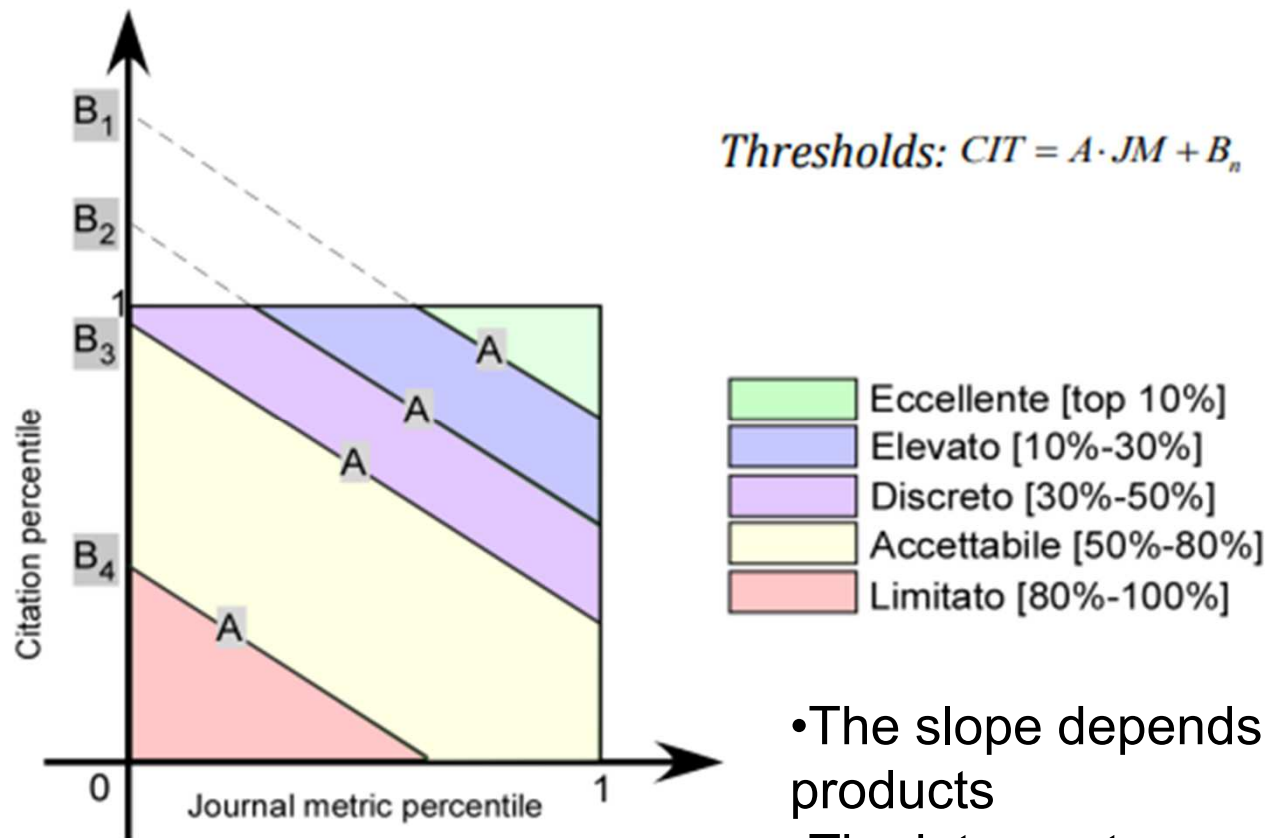 B1
B2
1
B3
B4
A
A
A
A
Citation percentile
0
Journal metric percentile
1
Thresholds: CIT = A· JM + Bn
Eccellente [top 10%]
Elevato [10%-30%]
Discreto [30%-50%]
Accettabile [50%-80%]
Limitato [80%-100%]
•The slope depends
products